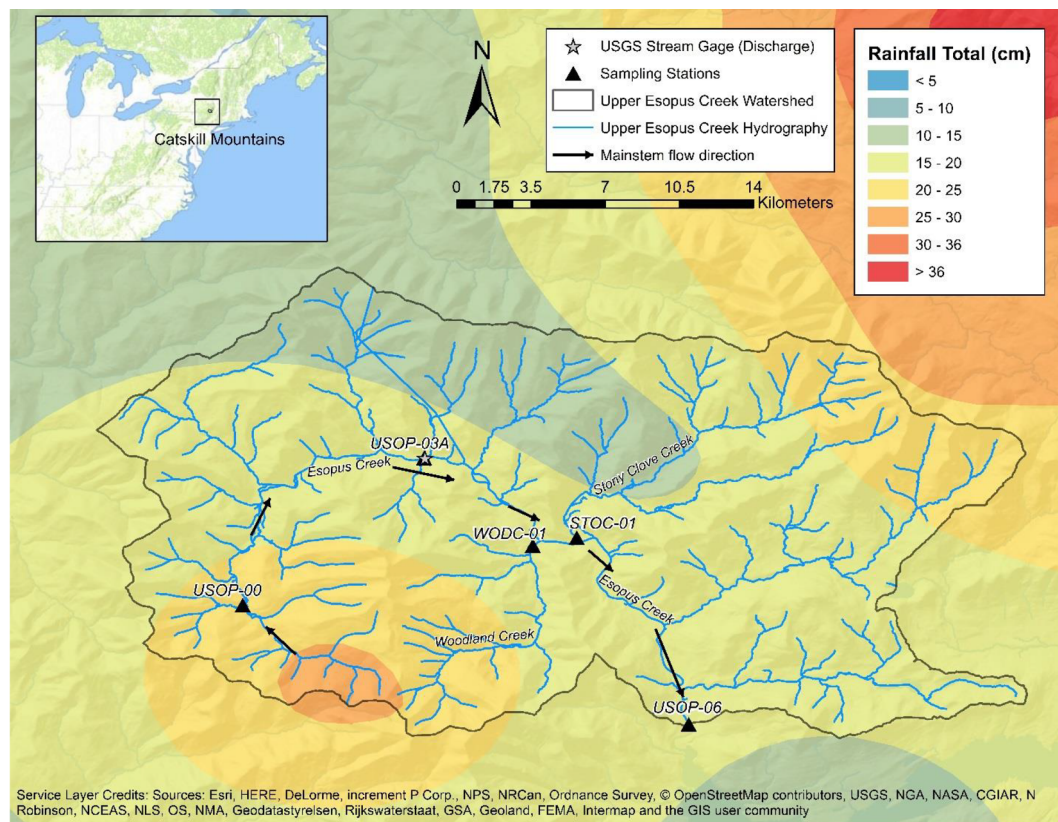 Catskill Mountains
N
USGS Stream Gage (Discharge)
Sampling Stations
Upper Esopus Creek Watershed
Upper Esopus Creek Hydrography
Mainstem flow direction
0 1.75 3.5 7 10.5 14
Kilometers
Rainfall Total (cm)
< 5
5 - 10
10 - 15
15 - 20
20 - 25
25 - 30
30 - 36
> 36
USOP-03A
Esopus Creek
Stony Clove Creek
WODC-01
STOC-01
USOP-00
Esopus Creek
Woodland Creek
USOP-06
Service Layer Credits: Sources: Esri, HERE, DeLorme, increment P Corp., NPS, NRCan, Ordnance Survey, © OpenStreetMap contributors, USGS, NGA, NASA, CGIAR, N
Robinson, NCEAS, NLS, OS, NMA, Geodatastyrelsen, Rijkswaterstaat, GSA, Geoland, FEMA, Intermap and the GIS user community